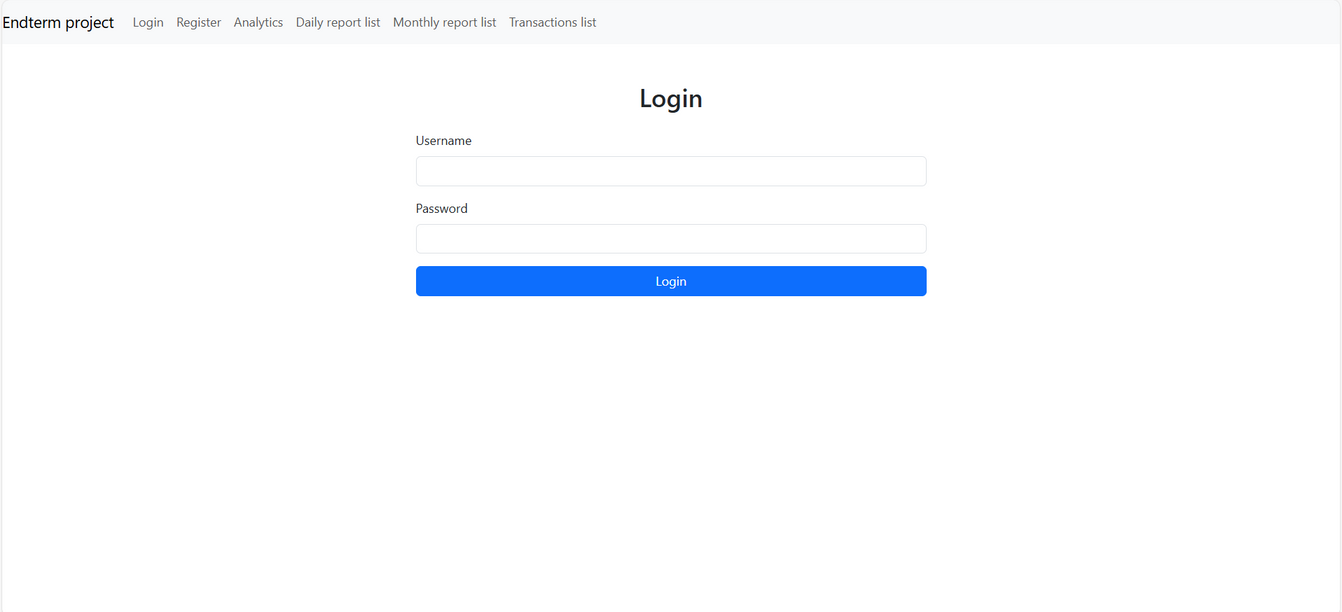 Endterm project Login Register Analytics Daily report list Monthly report list Transactions list
Login
Username
Password
Login